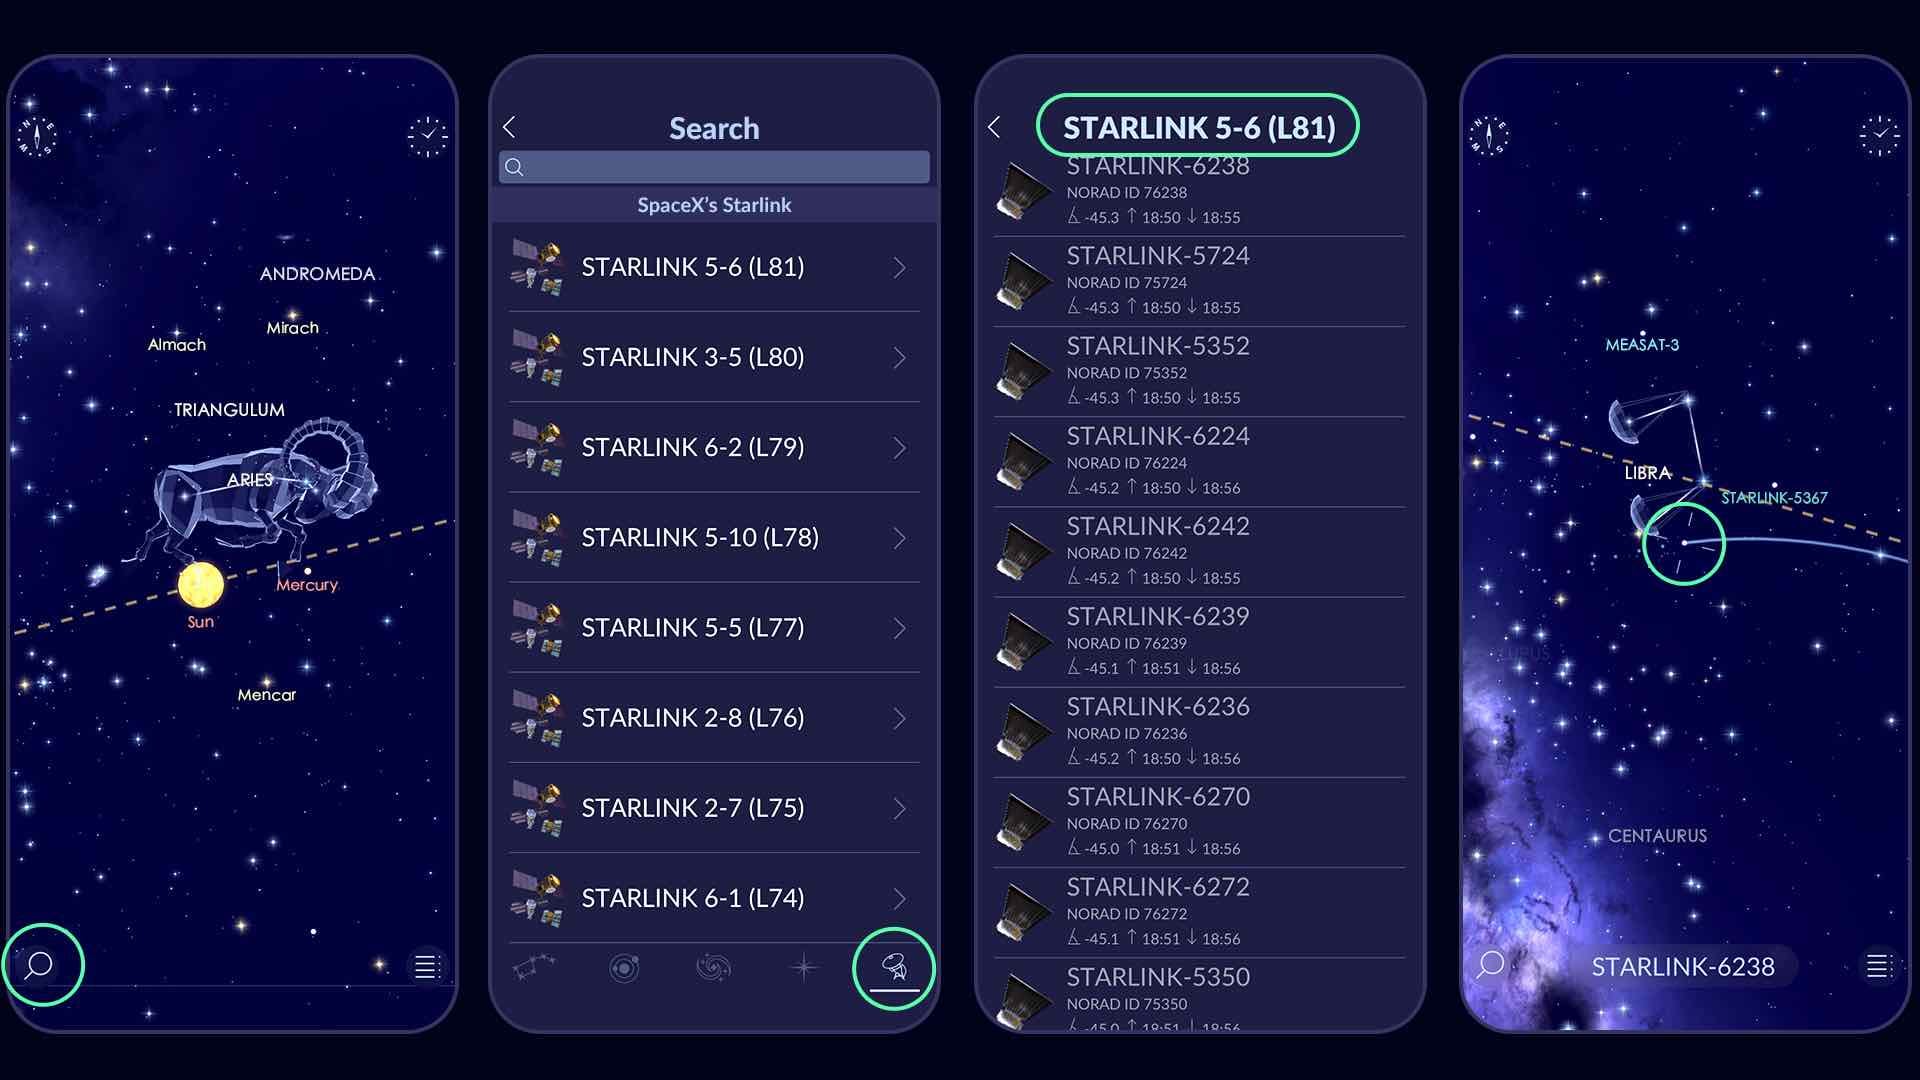 N
E
W
S
ANDROMEDA
Mirach
Almach
TRIANGULUM
ARIES
Mercury
Sun
Mencar
Search
SpaceX’s Starlink
STARLINK 5-6 (L81)
STARLINK 3-5 (L80)
STARLINK 6-2 (L79)
STARLINK 5-10 (L78)
STARLINK 5-5 (L77)
STARLINK 2-8 (L76)
STARLINK 2-7 (L75)
STARLINK 6-1 (L74)
STARLINK 5-6 (L81)
STARLINK-6238
NORAD ID 76238
-45.3 ↑ 18:50 ↓ 18:55
STARLINK-5724
NORAD ID 75724
-45.3 ↑ 18:50 ↓ 18:55
STARLINK-5352
NORAD ID 75352
-45.3 ↑ 18:50 ↓ 18:55
STARLINK-6224
NORAD ID 76224
-45.2 ↑ 18:50 ↓ 18:56
STARLINK-6242
NORAD ID 76242
-45.2 ↑ 18:50 ↓ 18:55
STARLINK-6239
NORAD ID 76239
-45.1 ↑ 18:51 ↓ 18:56
STARLINK-6236
NORAD ID 76236
-45.2 ↑ 18:50 ↓ 18:56
STARLINK-6270
NORAD ID 76270
-45.0 ↑ 18:51 ↓ 18:56
STARLINK-6272
NORAD ID 76272
-45.1 ↑ 18:51 ↓ 18:56
STARLINK-5350
NORAD ID 75350
-45.0 ↑ 18:51 ↓ 18:56
N
E
W
S
MEASAT-3
LIBRA
STARLINK-5367
LUPUS
CENTAURUS
STARLINK-6238